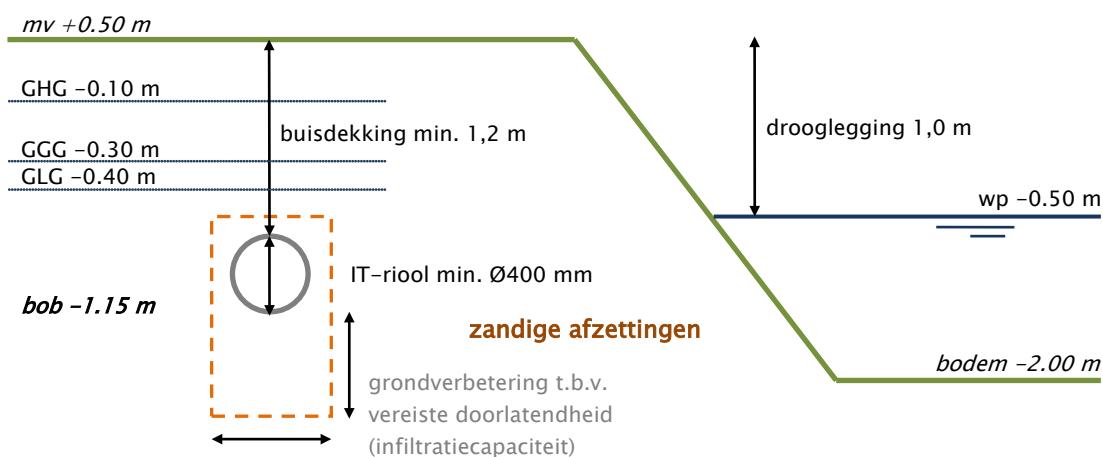 mv +0.50 m
GHG -0.10 m
buisdekking min. 1,2 m
drooglegging 1,0 m
GGG -0.30 m
GLG -0.40 m
wp -0.50 m
IT-riool min. Ø400 mm
bob -1.15 m
zandige afzettingen
bodem -2.00 m
grondverbetering t.b.v.
vereiste doorlatendheid
(infiltratiecapaciteit)